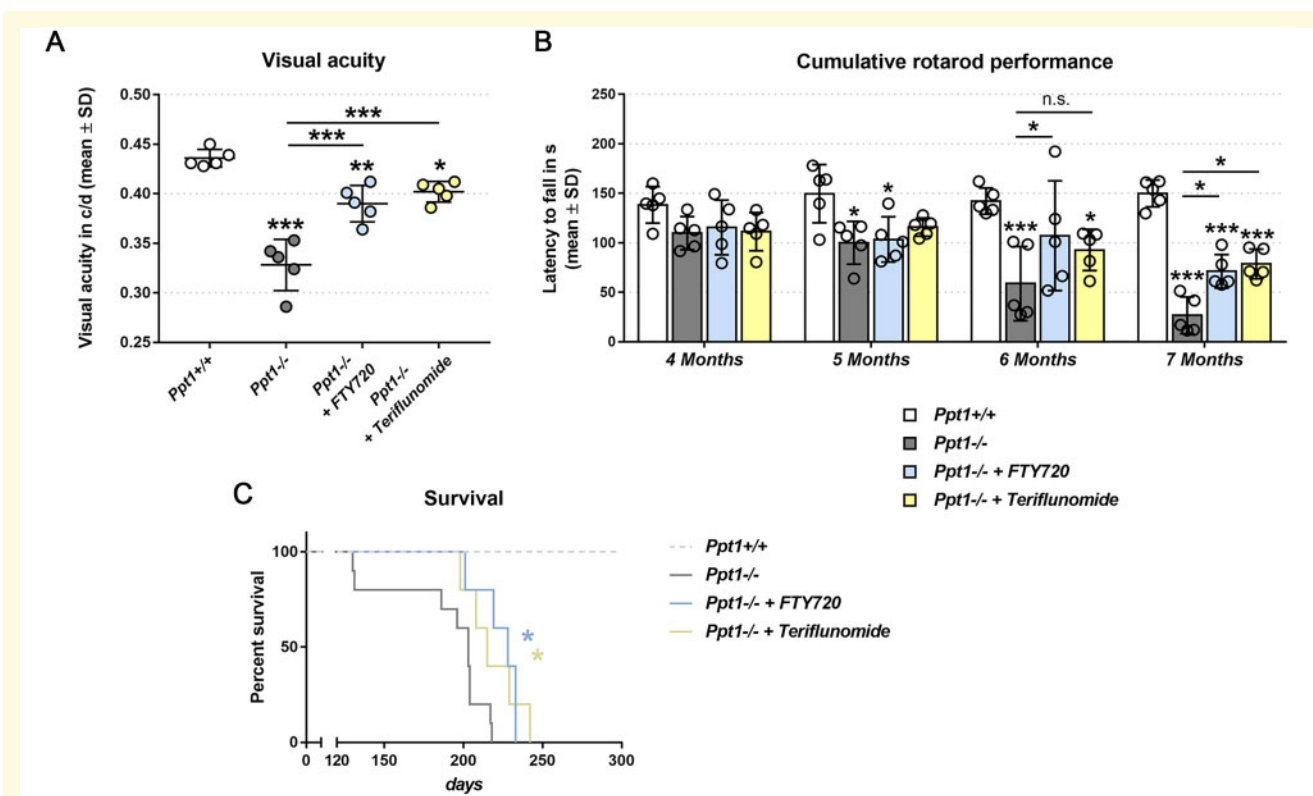 A
Visual acuity
Visual acuity in c/d (mean ± SD)
0.50
0.45
0.40
0.35
0.30
0.25
***
***
***
**
*
Ppt1+/+
Ppt1-/-
Ppt1-/-
+ FTY720
Ppt1-/-
+ Teriflunomide
B
Cumulative rotarod performance
Latency to fall in s
(mean ± SD)
250
200
150
100
50
0
*
*
n.s.
*
***
*
*
*
***
***
***
4 Months
5 Months
6 Months
7 Months
Ppt1+/+
Ppt1-/-
Ppt1-/- + FTY720
Ppt1-/- + Teriflunomide
C
Survival
Percent survival
100
50
0
*
*
0
120
150
200
250
300
days
Ppt1+/+
Ppt1-/-
Ppt1-/- + FTY720
Ppt1-/- + Teriflunomide